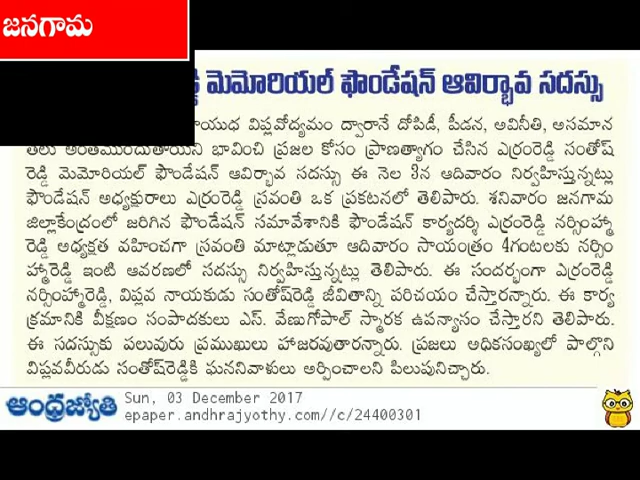 జనగామ
మెమోరియల్ ఫౌండేషన్ ఆవిర్భావ సదస్సు
యుధ విప్లవోద్యమం ద్వారానే దోపిడీ, పీడన, అవినీతి, అసమాన
తలు అంతమొందుతాయని భావించి ప్రజల కోసం ప్రాణత్యాగం చేసిన ఎర్రంరెడ్డి సంతోష్
రెడ్డి మెమోరియల్ ఫౌండేషన్ ఆవిర్భావ సదస్సు ఈ నెల 3న ఆదివారం నిర్వహిస్తున్నట్లు
ఫౌండేషన్ అధ్యక్షురాలు ఎర్రంరెడ్డి స్రవంతి ఒక ప్రకటనలో తెలిపారు. శనివారం జనగామ
జిల్లాకేంద్రంలో జరిగిన ఫౌండేషన్ సమావేశానికి ఫౌండేషన్ కార్యదర్శి ఎర్రంరెడ్డి నర్సింహ్మా
రెడ్డి అధ్యక్షత వహించగా స్రవంతి మాట్లాడుతూ ఆదివారం సాయంత్రం 4గంటలకు నర్సిం
హ్మారెడ్డి ఇంటి ఆవరణలో సదస్సు నిర్వహిస్తున్నట్లు తెలిపారు. ఈ సందర్భంగా ఎర్రంరెడ్డి
నర్సింహ్మారెడ్డి, విప్లవ నాయకుడు సంతోష్‌రెడ్డి జీవితాన్ని పరిచయం చేస్తారన్నారు. ఈ కార్య
క్రమానికి వీక్షణం సంపాదకులు ఎన్. వేణుగోపాల్ స్మారక ఉపన్యాసం చేస్తారని తెలిపారు.
ఈ సదస్సుకు పలువురు ప్రముఖులు హాజరవుతారన్నారు. ప్రజలు అధికసంఖ్యలో పాల్గొని
విప్లవవీరుడు సంతోష్‌రెడ్డికి ఘననివాళులు అర్పించాలని పిలుపునిచ్చారు.
ఆంధ్రజ్యోతి
Sun, 03 December 2017
epaper.andhrajyothy.com//c/24400301